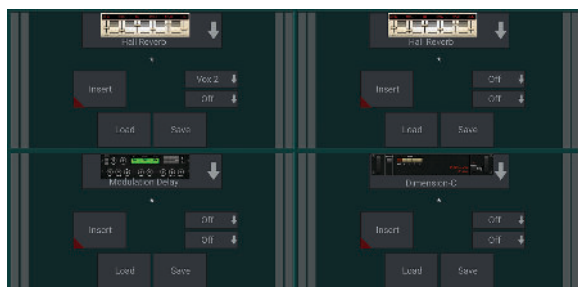 Hall Reverb
Hall Reverb
Vox 2
Off
Insert
Off
Insert
Off
Load
Save
Load
Save
Modulation Delay
Dimension-C
Off
Off
Insert
Insert
Off
Off
Load
Save
Load
Save